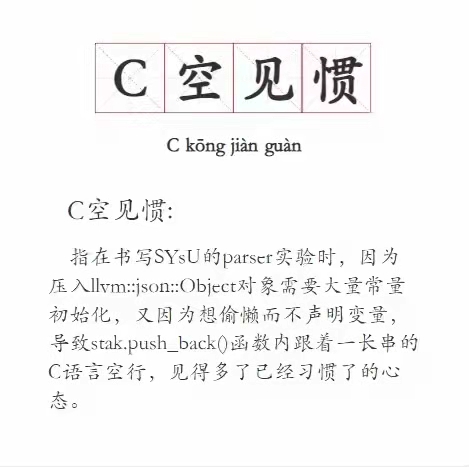 C空见惯
C kōng jiàn guàn
C空见惯:
指在书写SYsU的parser实验时，因为
压入llvm::json::Object对象需要大量常量
初始化，又因为想偷懒而不声明变量，
导致stak.push_back()函数内跟着一长串的
C语言空行，见得多了已经习惯了的心
态。